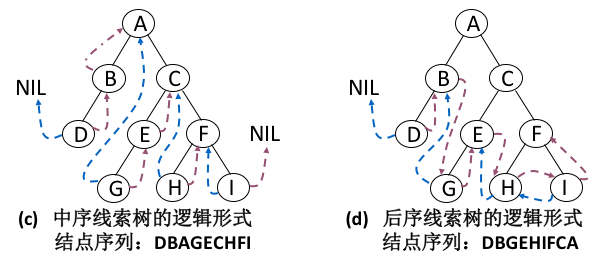 A
A
B
C
B
C
NIL
NIL
D
E
F
NIL
D
E
F
G
H
I
G
H
I
(c) 中序线索树的逻辑形式
结点序列：DBAGECHFI
(d) 后序线索树的逻辑形式
结点序列：DBGEHIFCA